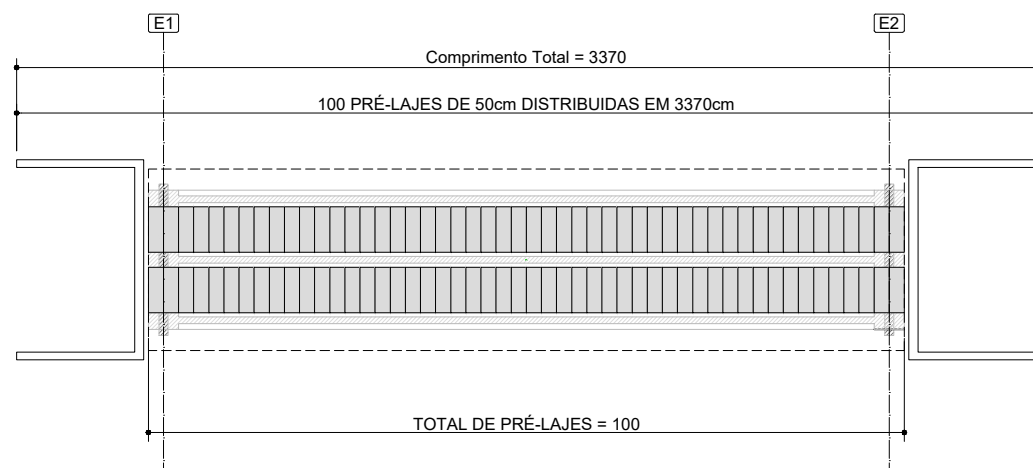 E1 E2
Comprimento Total = 3370
100 PRÉ-LAJES DE 50cm DISTRIBUIDAS EM 3370cm
TOTAL DE PRÉ-LAJES = 100